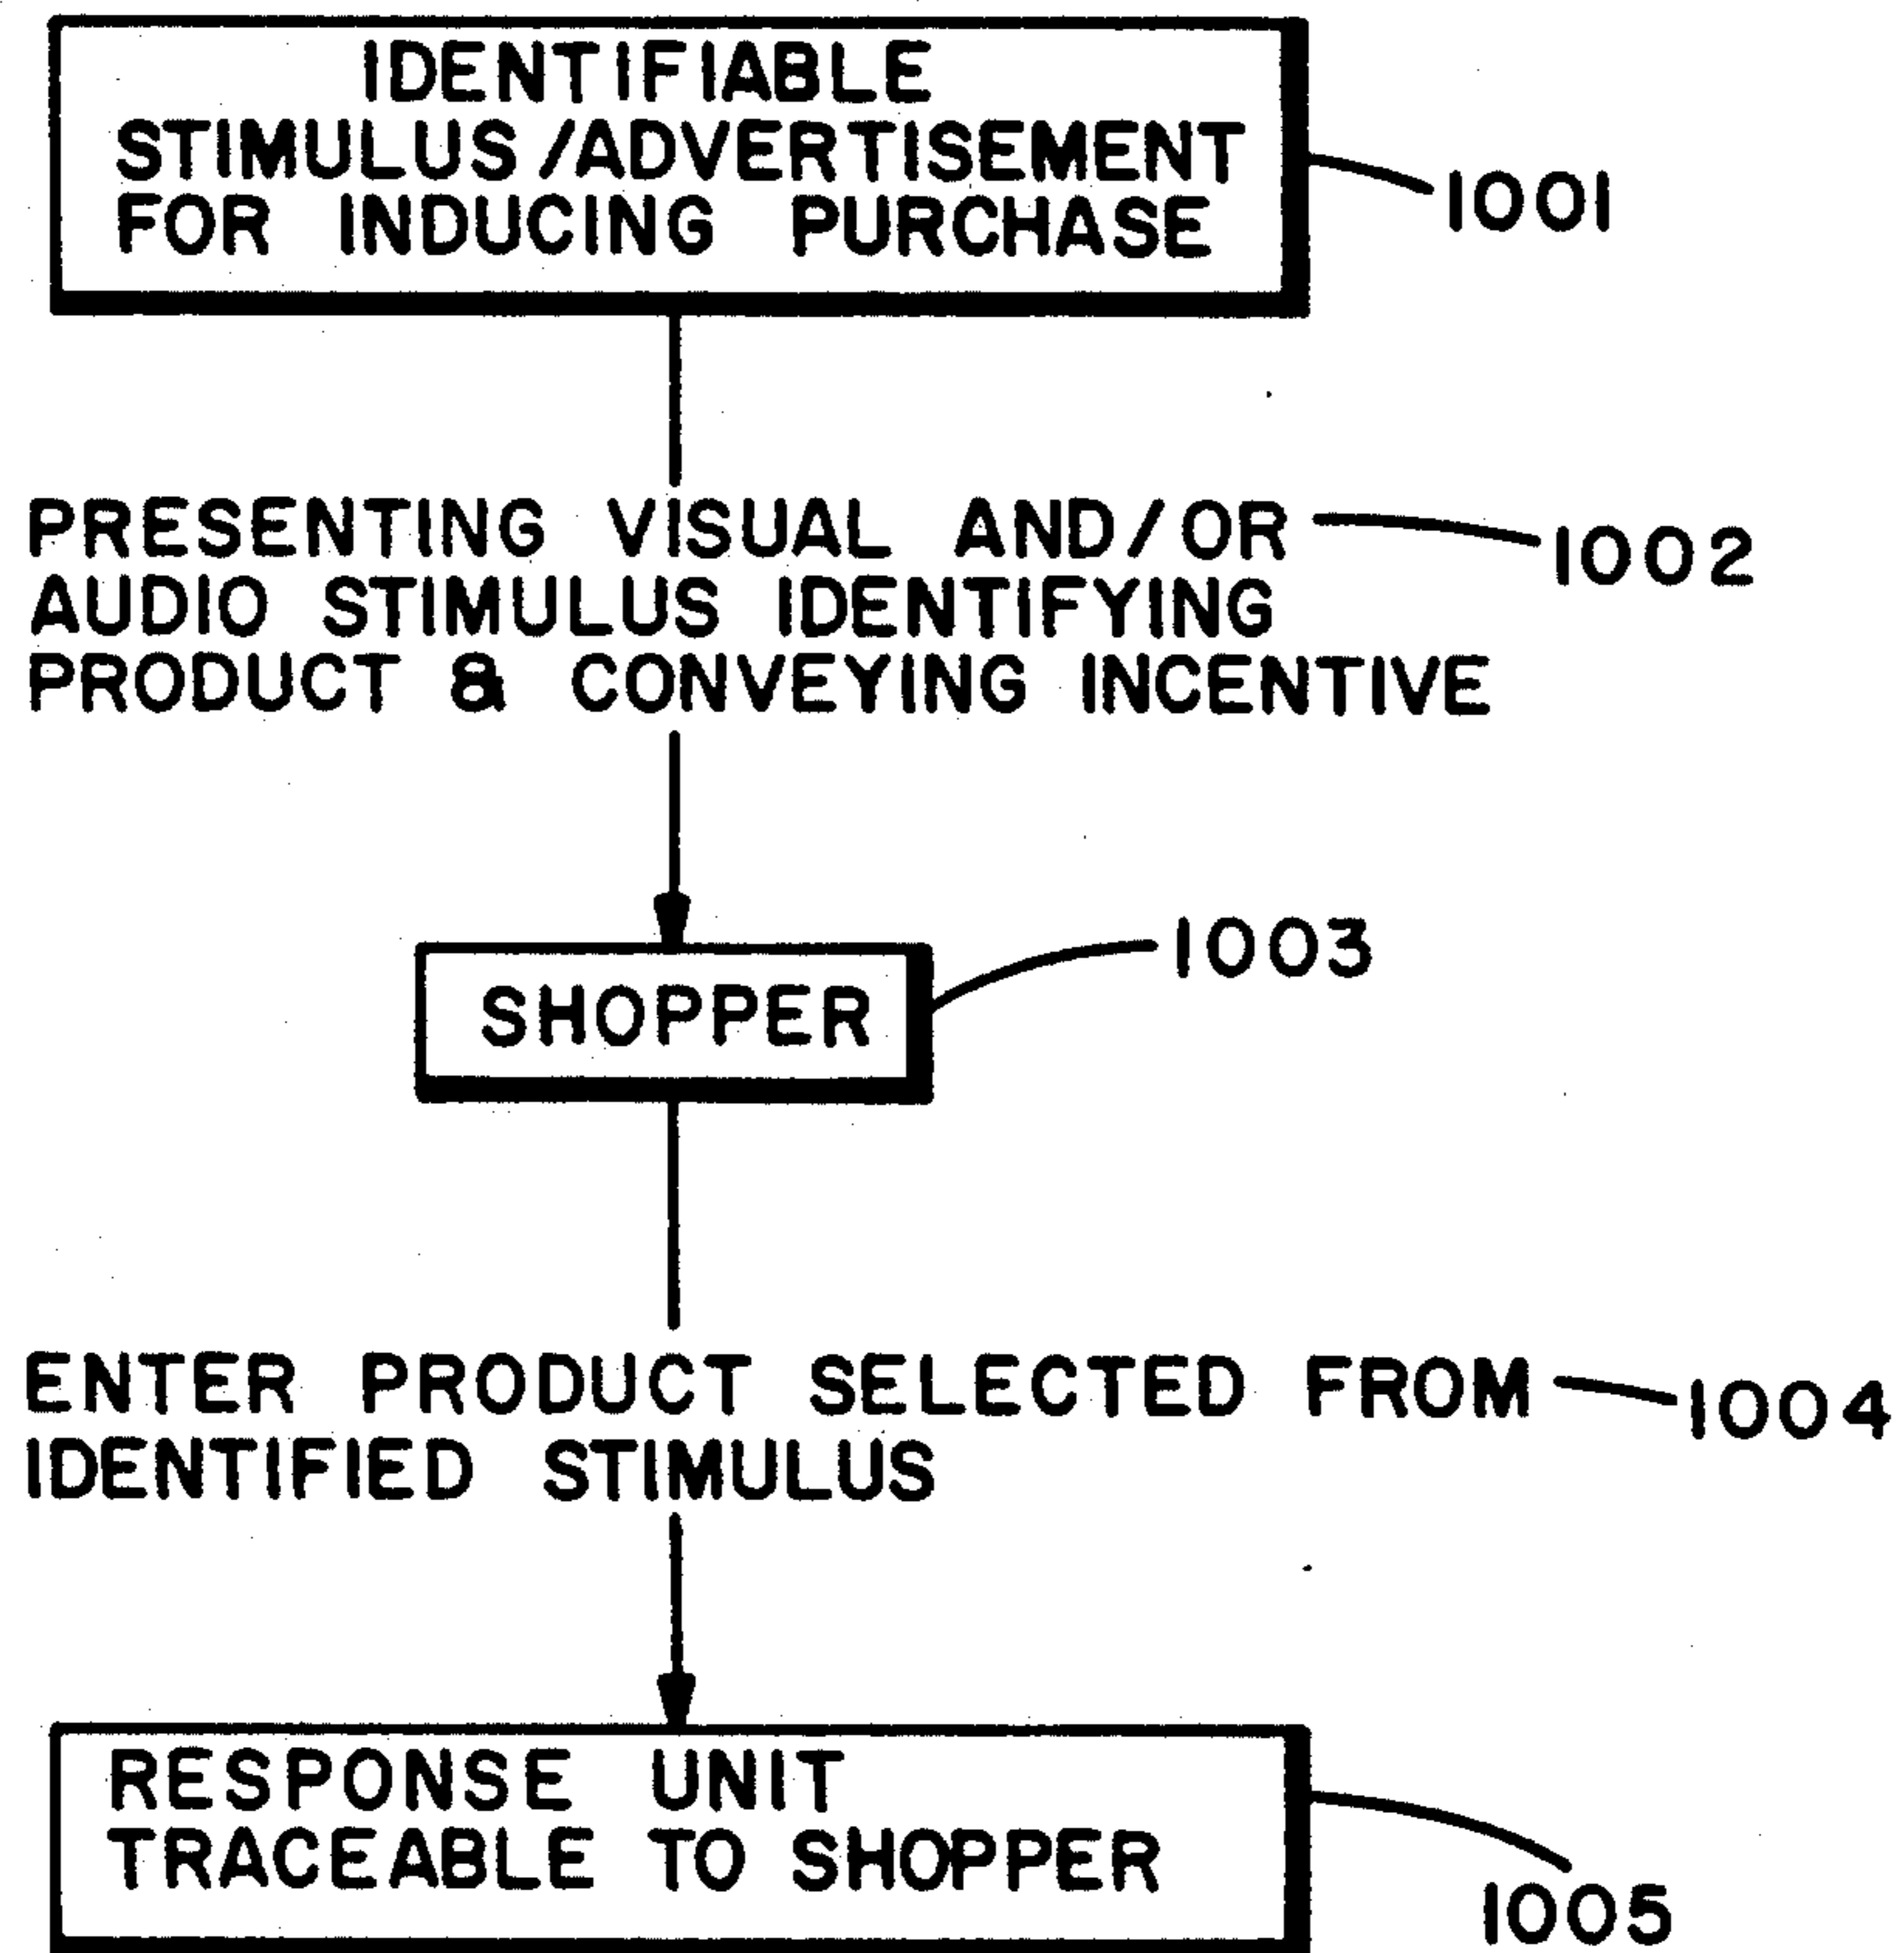 IDENTIFIABLE
STIMULUS/ADVERTISEMENT
FOR INDUCING PURCHASE
1001
PRESENTING VISUAL AND/OR
1002
AUDIO STIMULUS IDENTIFYING
PRODUCT & CONVEYING INCENTIVE
1003
SHOPPER
ENTER PRODUCT SELECTED FROM
1004
IDENTIFIED STIMULUS
RESPONSE UNIT
TRACEABLE TO SHOPPER
1005